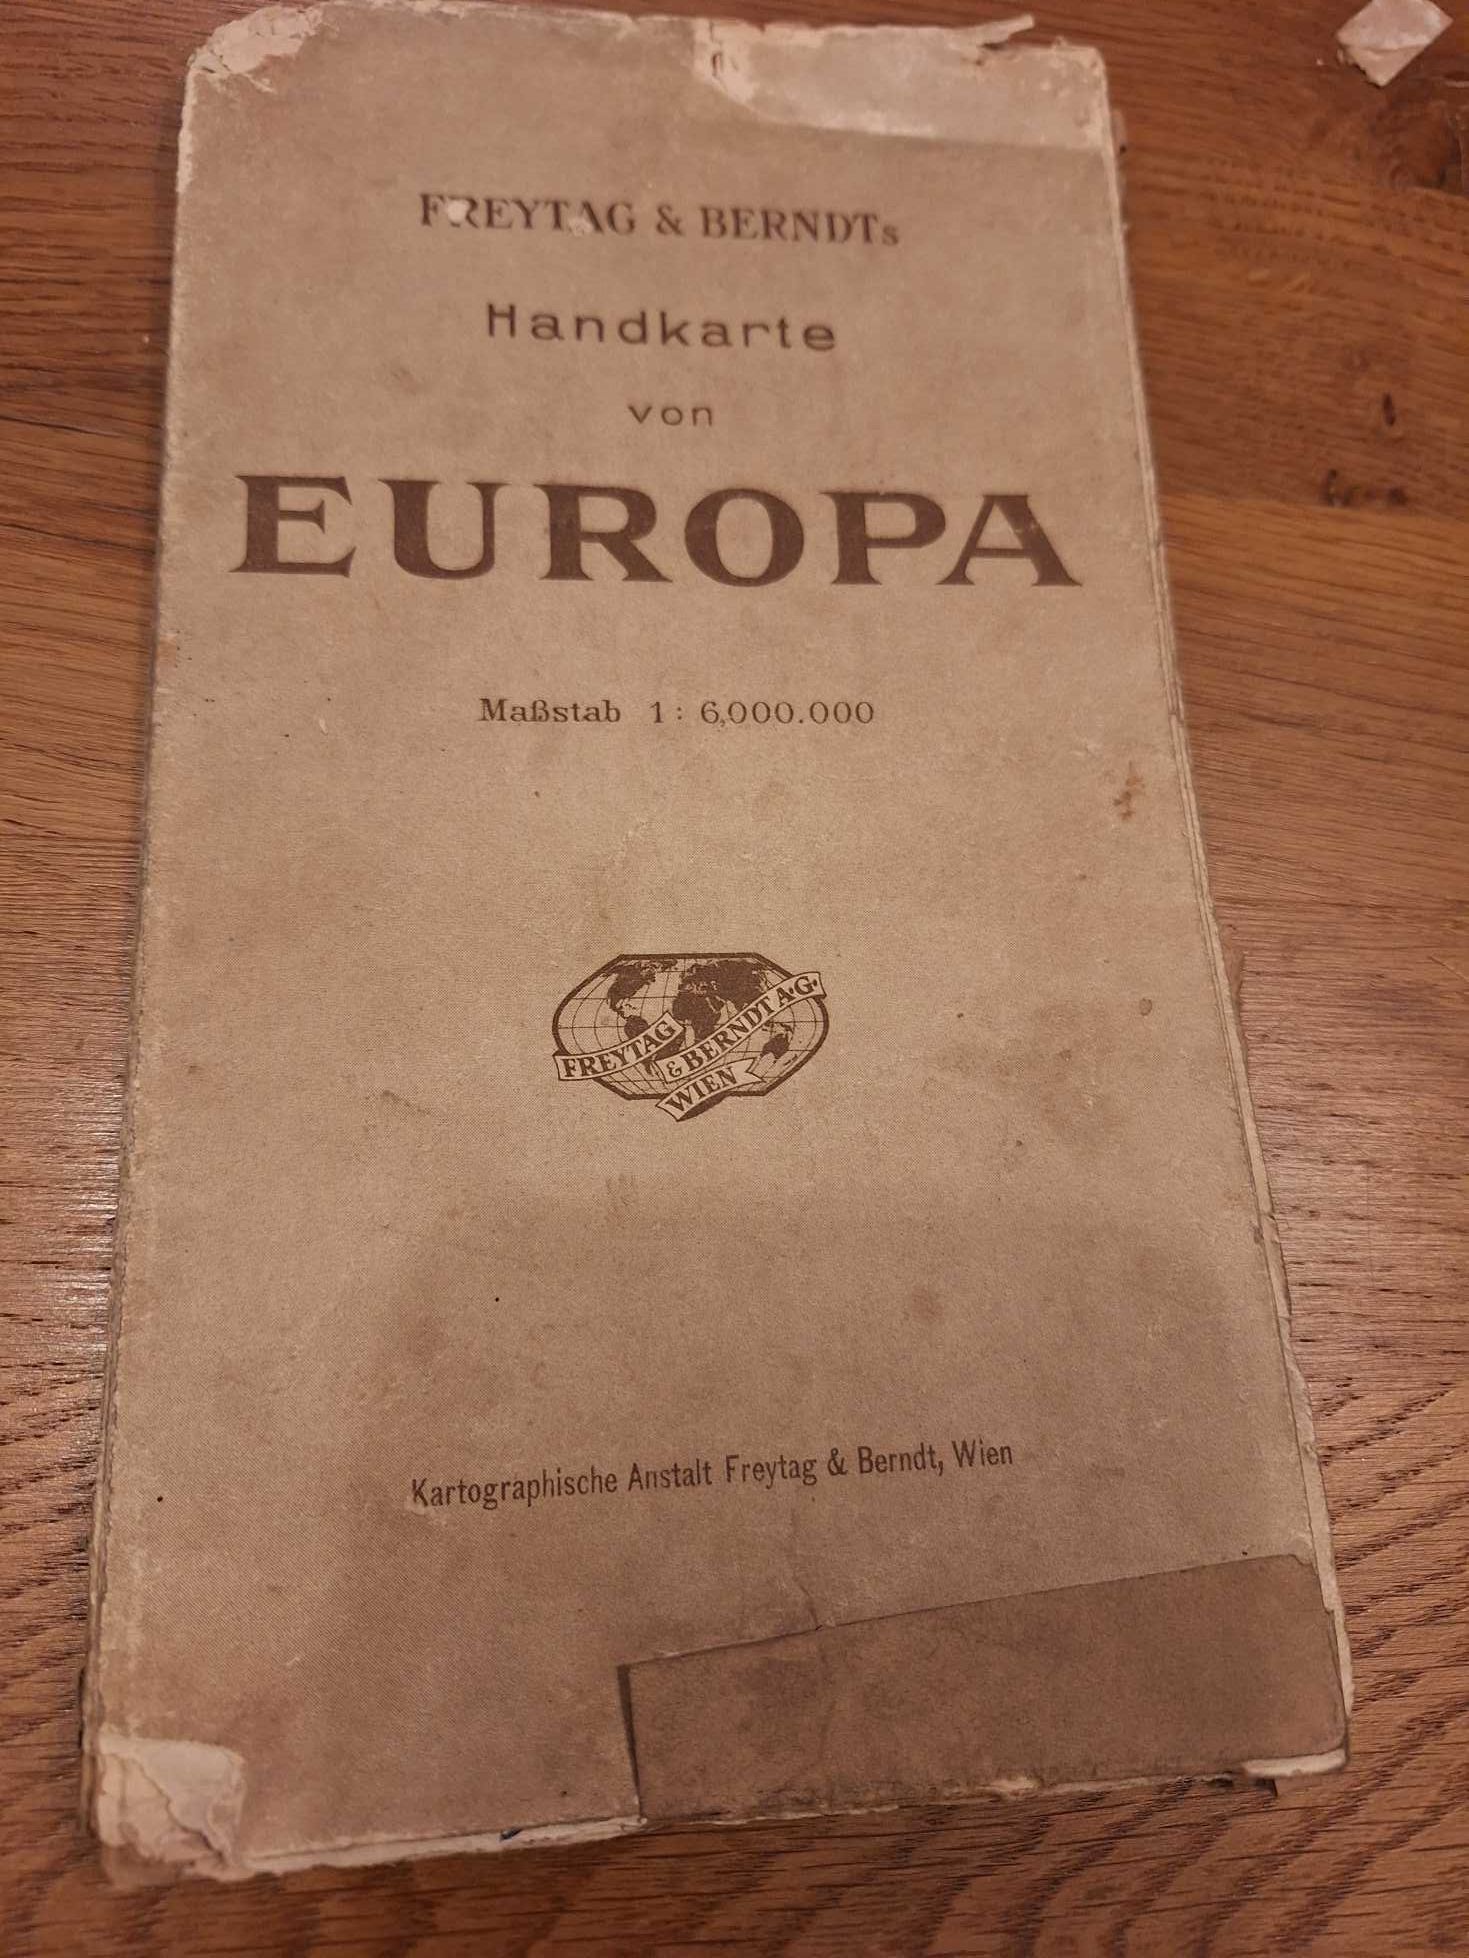 FREYTAG & BERNDTs
Handkarte
von
EUROPA
Maßstab 1 : 6,000.000
FREYTAG
& BERNDT A·G·
WIEN
Kartographische Anstalt Freytag & Berndt, Wien